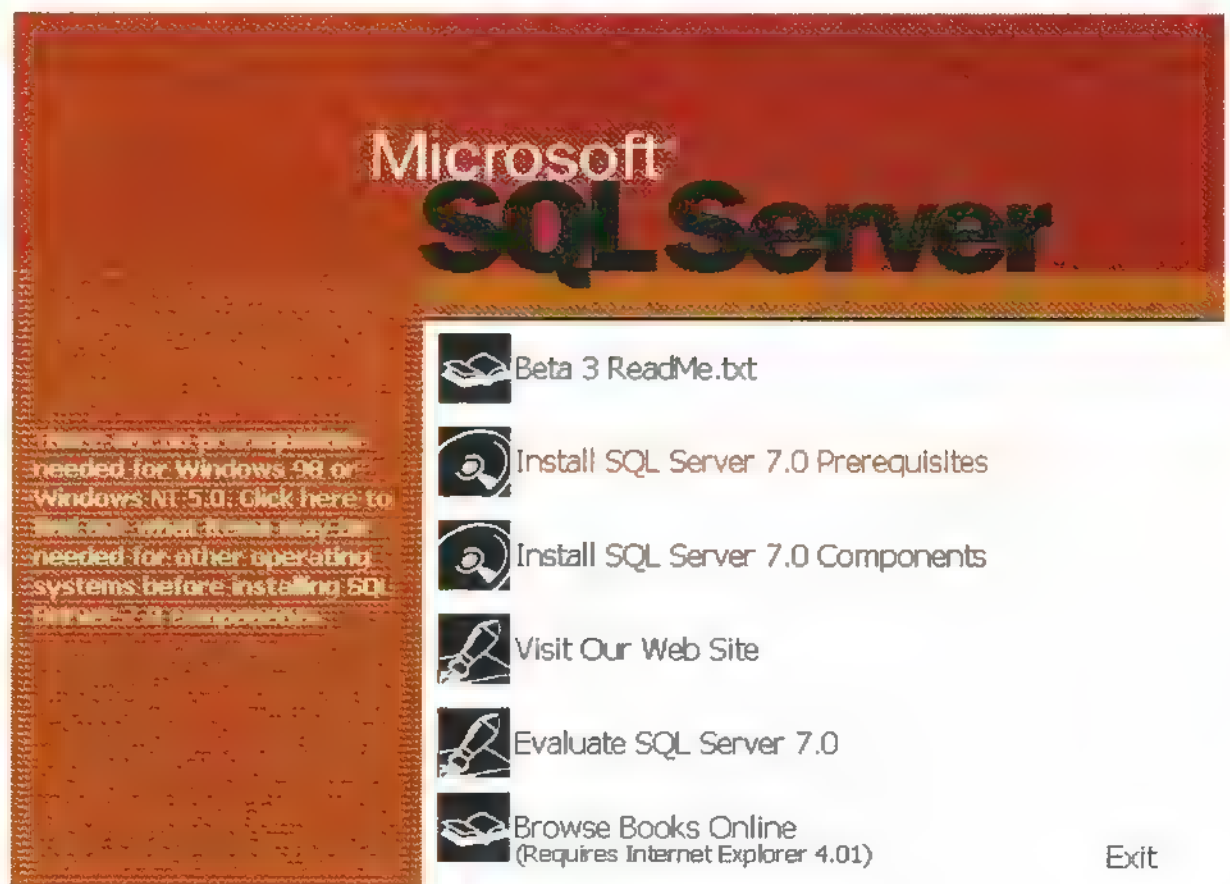 Microsoft
SQL Server
Beta 3 ReadMe.txt
Install SQL Server 7.0 Prerequisites
Install SQL Server 7.0 Components
Visit Our Web Site
Evaluate SQL Server 7.0
Browse Books Online
(Requires Internet Explorer 4.01)
Exit
needed for Windows 98 or
Windows NT 5.0. Click here to
needed for other operating
systems before installing SQL